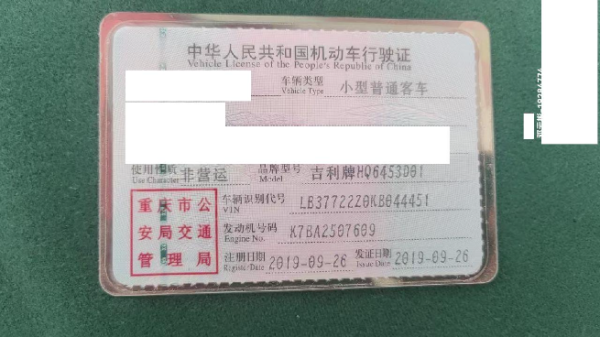 中华人民共和国机动车行驶证
Vehicle License of the People's Republic of China
车辆类型 小型普通客车
Vehicle Type
使用性质 非营运 品牌型号 吉利牌HQ6453D01
Use Character Model
重庆市公
安局交通
管理局
车辆识别代号 LB37722Z0KB044451
VIN
发动机号码 K7BA2507609
Engine No.
注册日期 2019-09-26 发证日期 2019-09-26
Register Date Issue Date